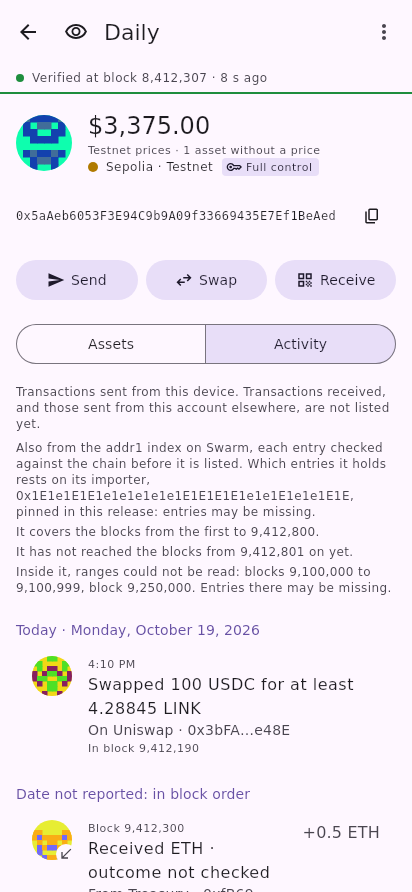 Daily
Verified at block 8,412,307 · 8 s ago
$3,375.00
Testnet prices · 1 asset without a price
Sepolia · Testnet Full control
0x5aAeb6053F3E94C9b9A09f33669435E7Ef1BeAed
Send Swap Receive
Assets Activity
Transactions sent from this device. Transactions received,
and those sent from this account elsewhere, are not listed
yet.
Also from the addr1 index on Swarm, each entry checked
against the chain before it is listed. Which entries it holds
rests on its importer,
0x1E1e1E1E1e1e1e1e1e1E1E1E1E1e1e1E1e1e1E1E,
pinned in this release: entries may be missing.
It covers the blocks from the first to 9,412,800.
It has not reached the blocks from 9,412,801 on yet.
Inside it, ranges could not be read: blocks 9,100,000 to
9,100,999, block 9,250,000. Entries there may be missing.
Today · Monday, October 19, 2026
4:10 PM
Swapped 100 USDC for at least
4.28845 LINK
On Uniswap · 0x3bFA…e48E
In block 9,412,190
Date not reported: in block order
Block 9,412,300
+0.5 ETH
Received ETH ·
outcome not checked